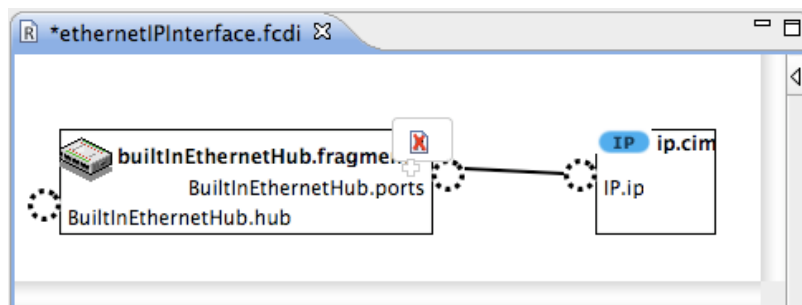 R *ethernetIPInterface.fcdi
builtInEthernetHub.fragmen
BuiltInEthernetHub.ports
BuiltInEthernetHub.hub
IP ip.cim
IP.ip